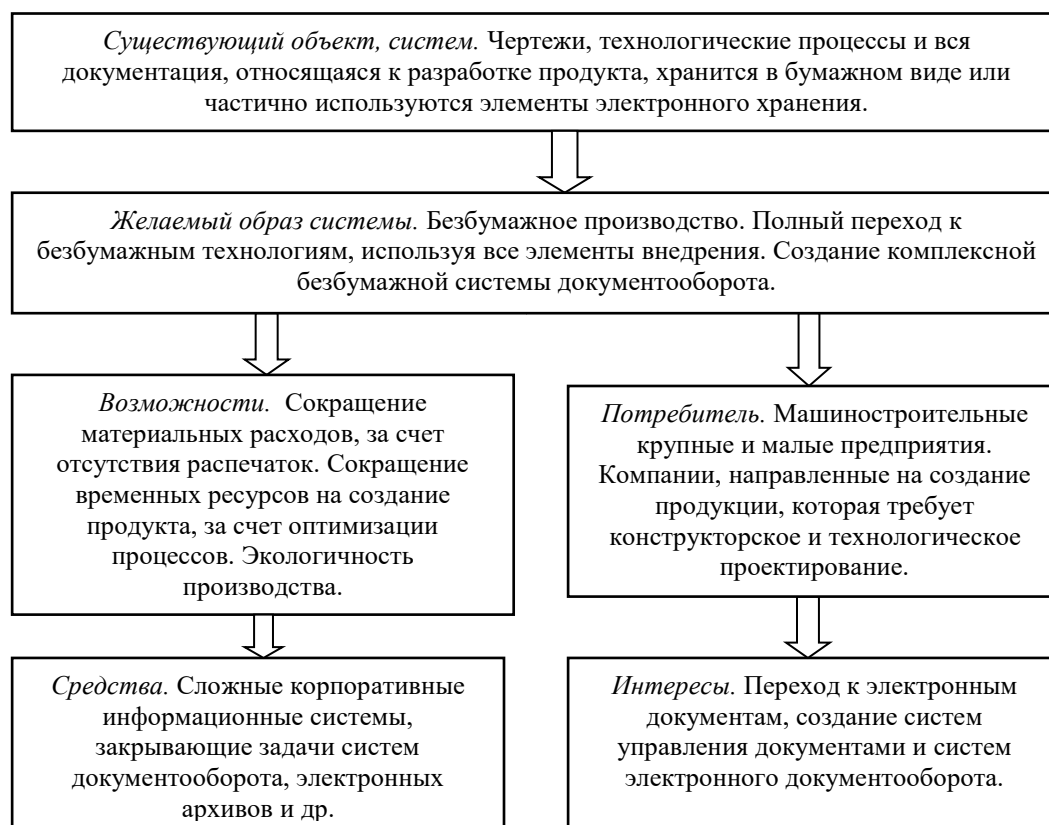 Существующий объект, систем. Чертежи, технологические процессы и вся
документация, относящаяся к разработке продукта, хранится в бумажном виде или
частично используются элементы электронного хранения.
Желаемый образ системы. Безбумажное производство. Полный переход к
безбумажным технологиям, используя все элементы внедрения. Создание комплексной
безбумажной системы документооборота.
Возможности. Сокращение
материальных расходов, за счет
отсутствия распечаток. Сокращение
временных ресурсов на создание
продукта, за счет оптимизации
процессов. Экологичность
производства.
Потребитель. Машиностроительные
крупные и малые предприятия.
Компании, направленные на создание
продукции, которая требует
конструкторское и технологическое
проектирование.
Средства. Сложные корпоративные
информационные системы,
закрывающие задачи систем
документооборота, электронных
архивов и др.
Интересы. Переход к электронным
документам, создание систем
управления документами и систем
электронного документооборота.